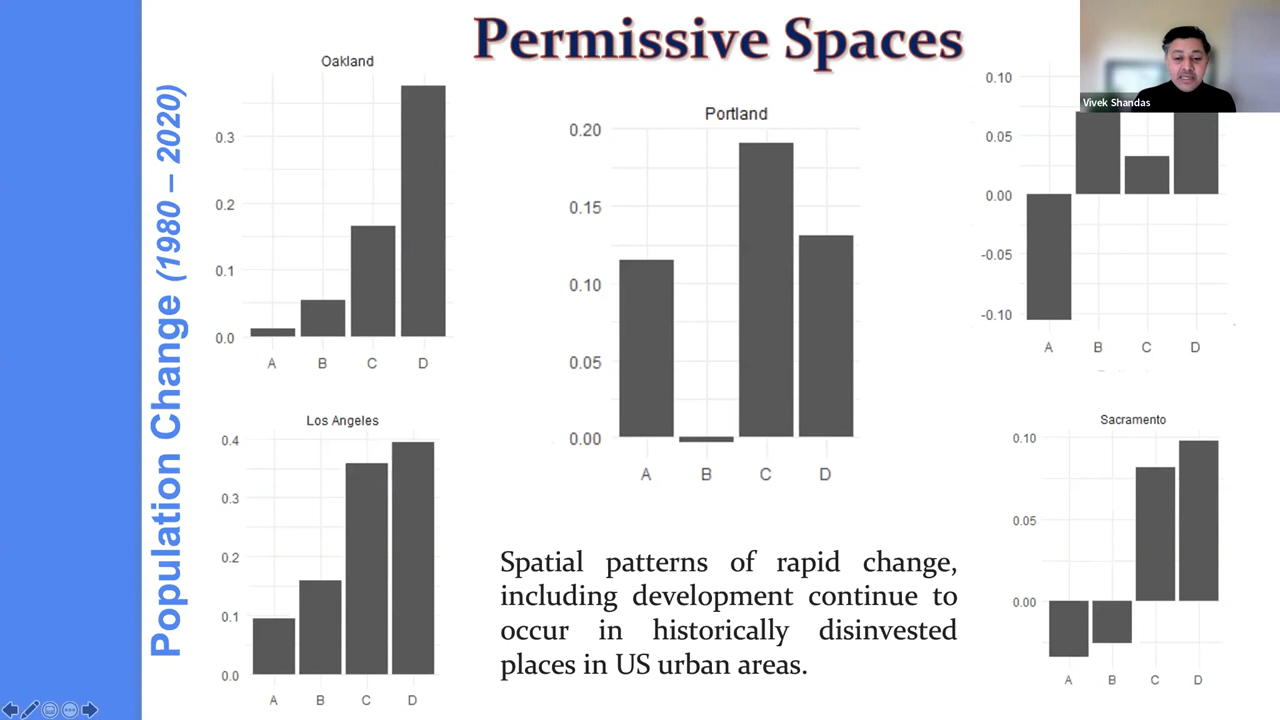 Permissive Spaces
Population Change (1980 – 2020)
Oakland
0.3
0.2
0.1
0.0
A B C D
Portland
0.20
0.15
0.10
0.05
0.00
A B C D
Vivek Shandas
0.10
0.05
0.00
-0.05
-0.10
A B C D
Los Angeles
0.4
0.3
0.2
0.1
0.0
A B C D
Spatial patterns of rapid change,
including development continue to
occur in historically disinvested
places in US urban areas.
Sacramento
0.10
0.05
0.00
A B C D